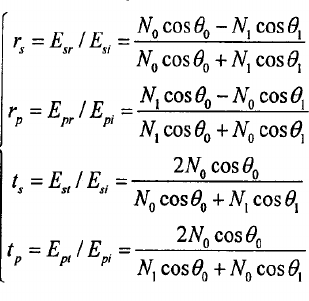 r_s = E_sr / E_si = (N_0 cos θ_0 − N_1 cos θ_1) / (N_0 cos θ_0 + N_1 cos θ_1)
r_p = E_pr / E_pi = (N_1 cos θ_0 − N_0 cos θ_1) / (N_1 cos θ_0 + N_0 cos θ_1)
t_s = E_st / E_si = 2N_0 cos θ_0 / (N_0 cos θ_0 + N_1 cos θ_1)
t_p = E_pt / E_pi = 2N_0 cos θ_0 / (N_1 cos θ_0 + N_0 cos θ_1)